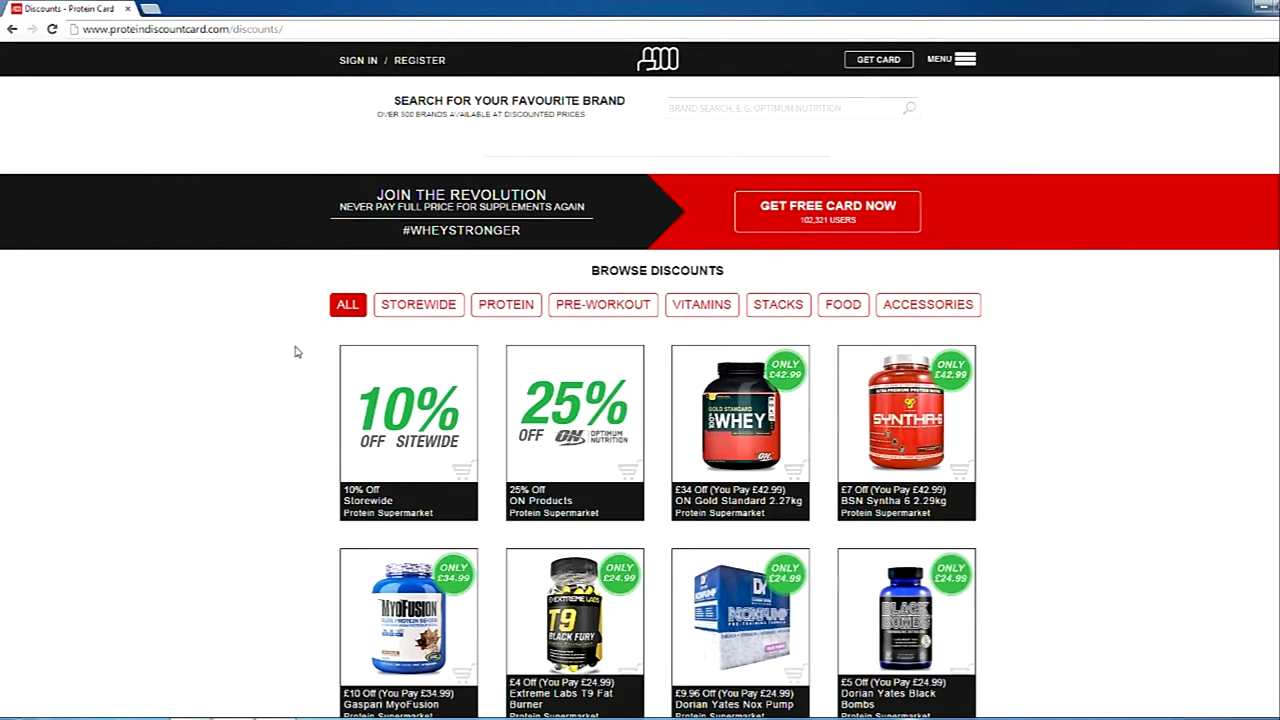 Discounts - Protein Card
www.proteindiscountcard.com/discounts/
SIGN IN / REGISTER
GET CARD
MENU
SEARCH FOR YOUR FAVOURITE BRAND
OVER 500 BRANDS AVAILABLE AT DISCOUNTED PRICES
BRAND SEARCH, E.G. OPTIMUM NUTRITION
JOIN THE REVOLUTION
NEVER PAY FULL PRICE FOR SUPPLEMENTS AGAIN
#WHEYSTRONGER
GET FREE CARD NOW
102,321 USERS
BROWSE DISCOUNTS
ALL STOREWIDE PROTEIN PRE-WORKOUT VITAMINS STACKS FOOD ACCESSORIES
10%
OFF SITEWIDE
10% Off
Storewide
Protein Supermarket
25%
OFF ON OPTIMUM NUTRITION
25% Off
ON Products
Protein Supermarket
ONLY
£42.99
GOLD STANDARD
100% WHEY
ON
£34 Off (You Pay £42.99)
ON Gold Standard 2.27kg
Protein Supermarket
ONLY
£42.99
SYNTHA-6
£7 Off (You Pay £42.99)
BSN Syntha 6 2.29kg
Protein Supermarket
ONLY
£34.99
MYOFUSION
£10 Off (You Pay £34.99)
Gaspari MyoFusion
Protein Supermarket
ONLY
£24.99
EXTREME LABS
T9
BLACK FURY
£4 Off (You Pay £24.99)
Extreme Labs T9 Fat
Burner
ONLY
£24.99
DY
NOXPUMP
£9.96 Off (You Pay £24.99)
Dorian Yates Nox Pump
Protein Supermarket
ONLY
£24.99
BLACK
BOMBS
£5 Off (You Pay £24.99)
Dorian Yates Black
Bombs